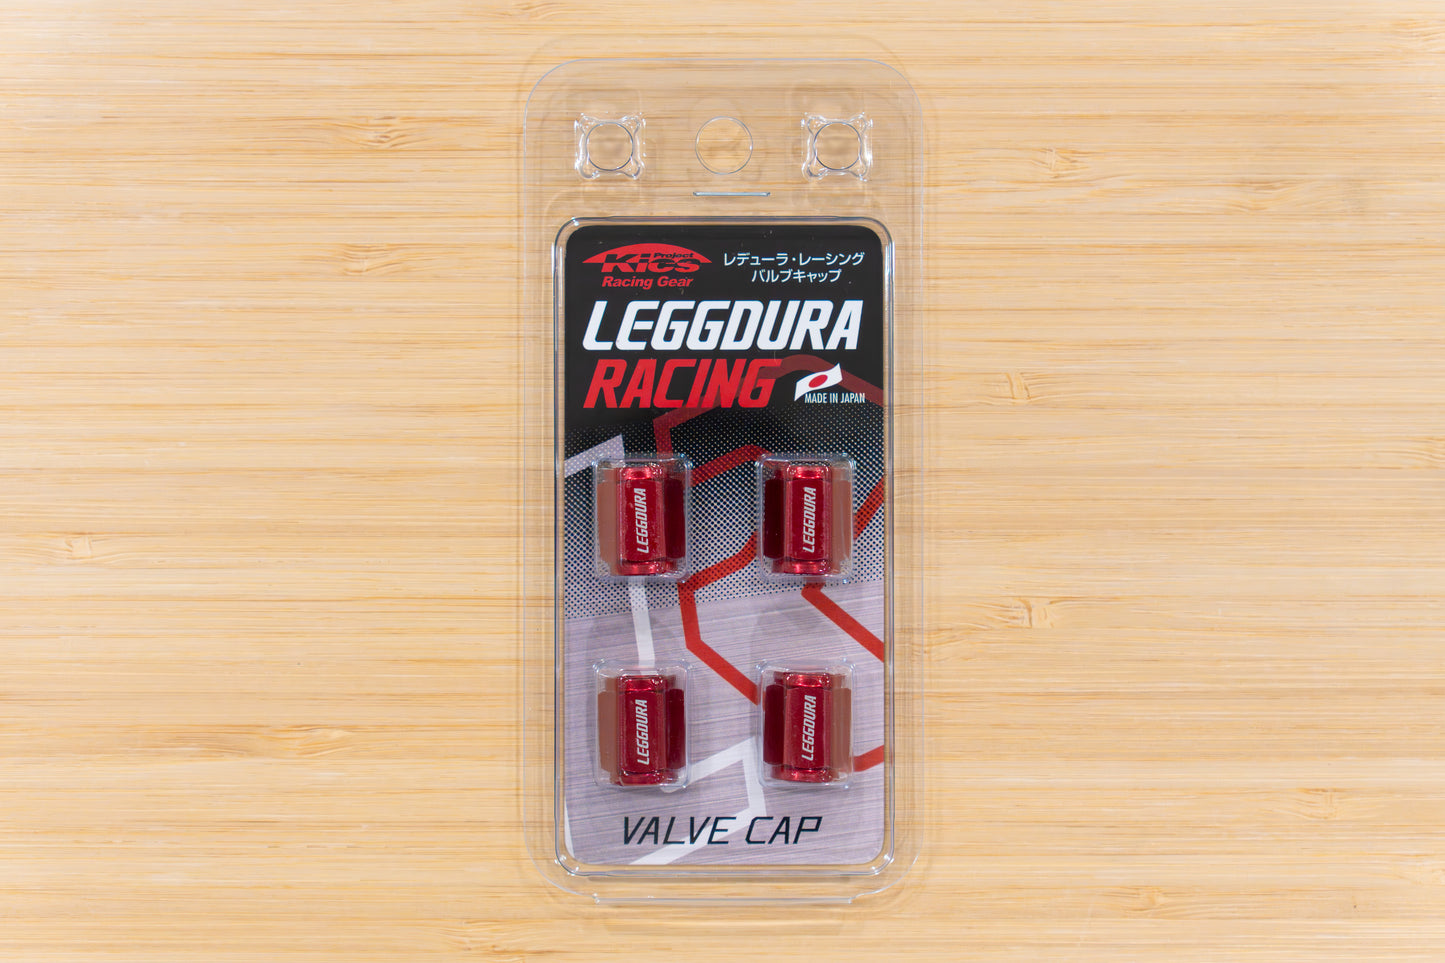 Project
Kics
Racing Gear
レデューラ・レーシング
バルブキャップ
LEGGDURA
RACING
MADE IN JAPAN
LEGGDURA
LEGGDURA
LEGGDURA
LEGGDURA
VALVE CAP